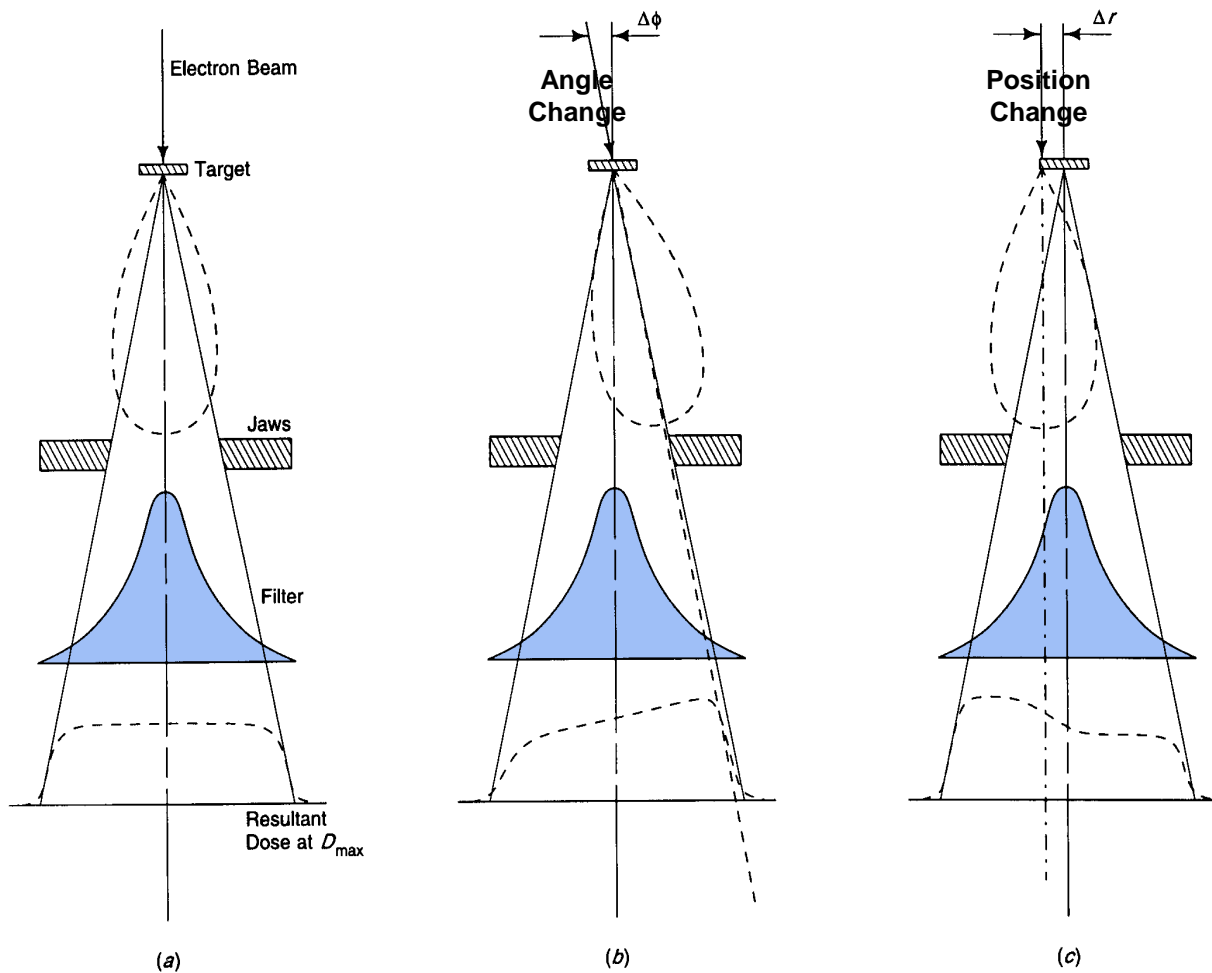 Δϕ
Δr
Electron Beam
Angle
Change
Position
Change
Target
Jaws
Filter
Resultant
Dose at Dmax
(a)
(b)
(c)